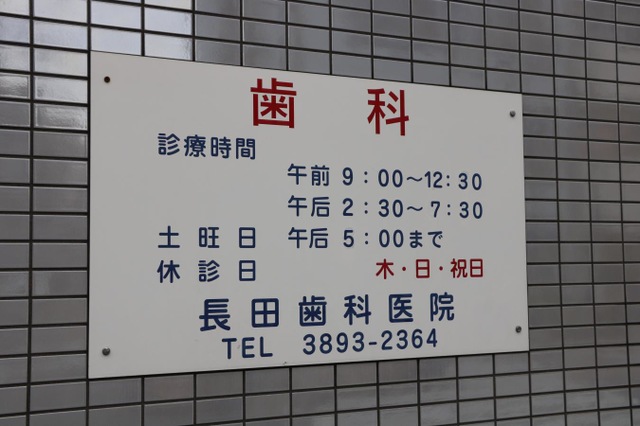 歯科
診療時間
午前 9:00〜12:30
午后 2:30〜7:30
土旺日 午后 5:00まで
休診日 木・日・祝日
長田歯科医院
TEL 3893-2364